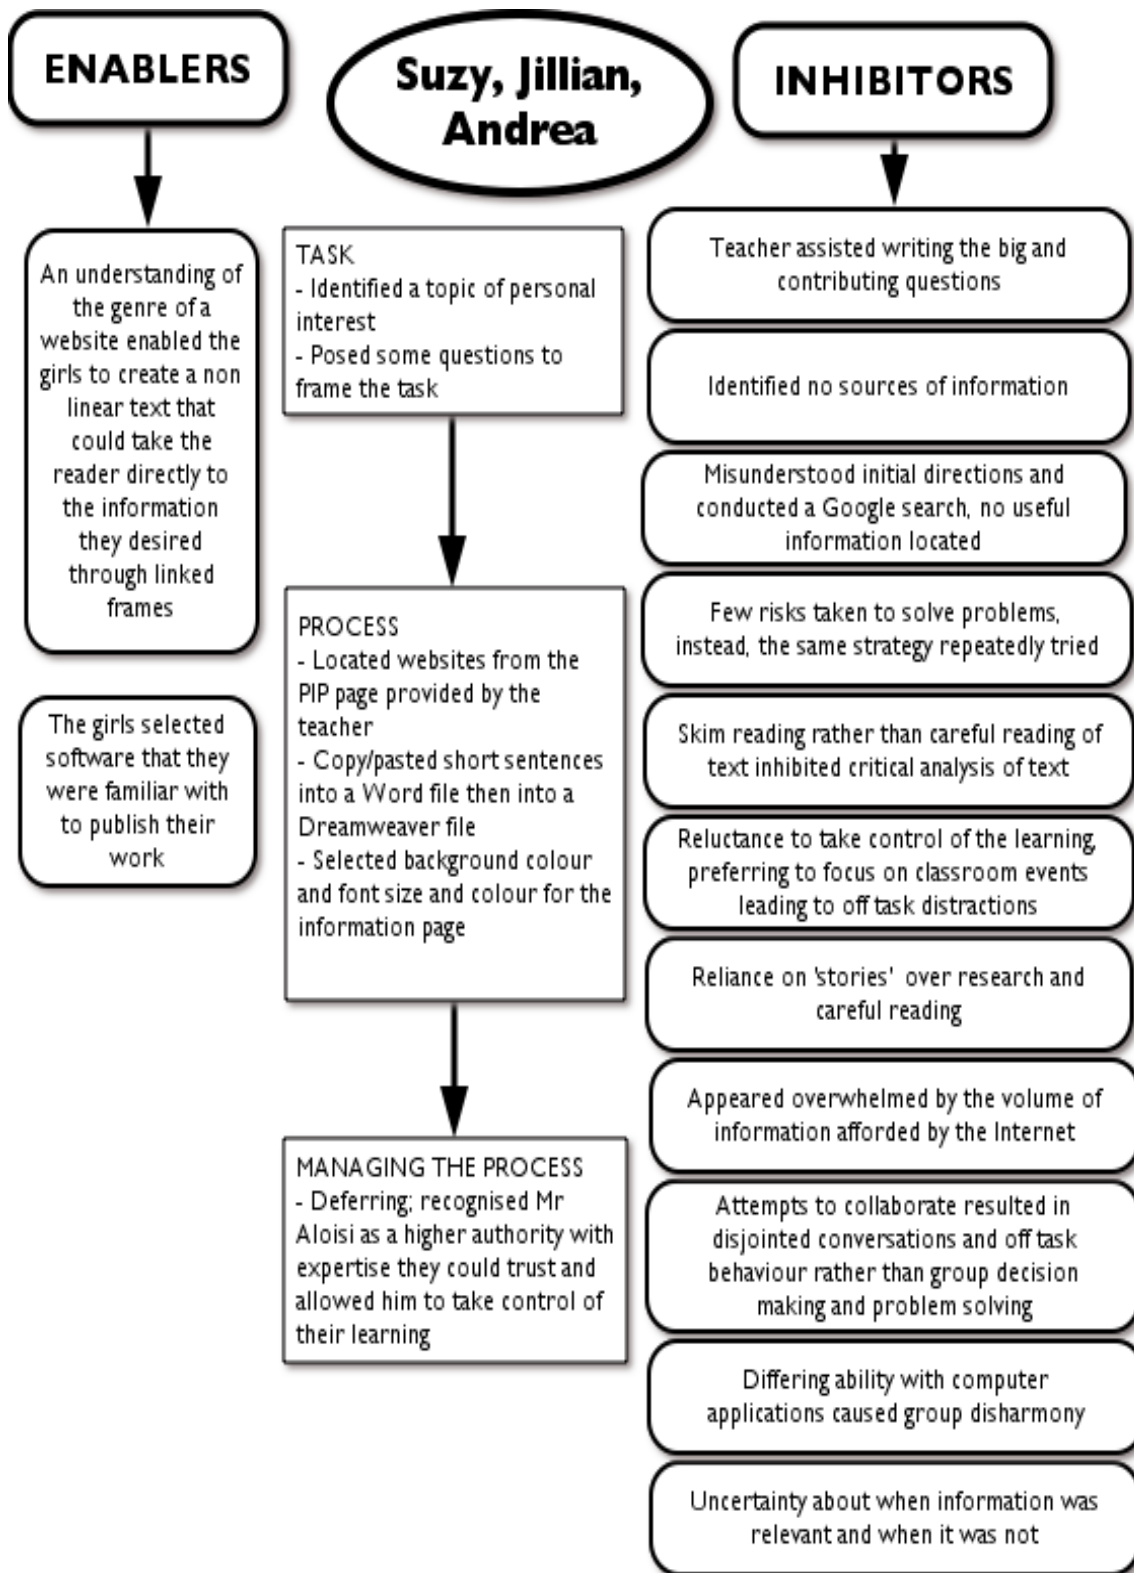 ENABLERS
Suzy, Jillian,
Andrea
INHIBITORS
An understanding of
the genre of a
website enabled the
girls to create a non
linear text that
could take the
reader directly to
the information
they desired
through linked
frames
The girls selected
software that they
were familiar with
to publish their
work
TASK
- Identified a topic of personal
interest
- Posed some questions to
frame the task
PROCESS
- Located websites from the
PIP page provided by the
teacher
- Copy/pasted short sentences
into a Word file then into a
Dreamweaver file
- Selected background colour
and font size and colour for the
information page
MANAGING THE PROCESS
- Deferring; recognised Mr
Aloisi as a higher authority with
expertise they could trust and
allowed him to take control of
their learning
Teacher assisted writing the big and
contributing questions
Identified no sources of information
Misunderstood initial directions and
conducted a Google search, no useful
information located
Few risks taken to solve problems,
instead, the same strategy repeatedly tried
Skim reading rather than careful reading of
text inhibited critical analysis of text
Reluctance to take control of the learning,
preferring to focus on classroom events
leading to off task distractions
Reliance on 'stories' over research and
careful reading
Appeared overwhelmed by the volume of
information afforded by the Internet
Attempts to collaborate resulted in
disjointed conversations and off task
behaviour rather than group decision
making and problem solving
Differing ability with computer
applications caused group disharmony
Uncertainty about when information was
relevant and when it was not